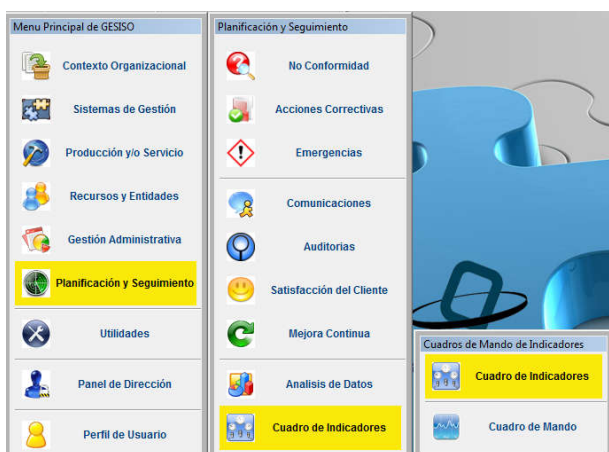 Menu Principal de GESISO
Contexto Organizacional
Sistemas de Gestión
Producción y/o Servicio
Recursos y Entidades
Gestión Administrativa
Planificación y Seguimiento
Utilidades
Panel de Dirección
Perfil de Usuario
Planificación y Seguimiento
No Conformidad
Acciones Correctivas
Emergencias
Comunicaciones
Auditorias
Satisfacción del Cliente
Mejora Continua
Analisis de Datos
Cuadro de Indicadores
Cuadros de Mando de Indicadores
Cuadro de Indicadores
Cuadro de Mando